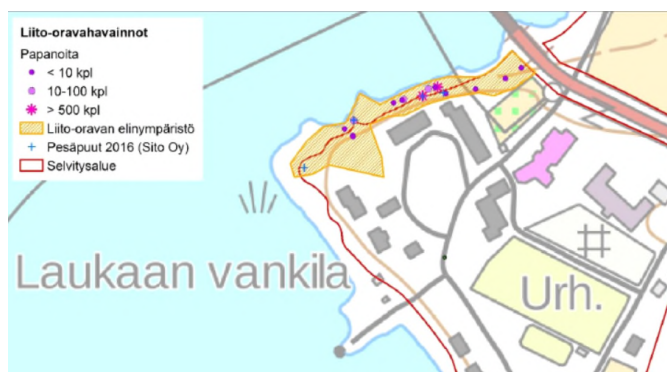 Liito-oravahavainnot
Papanoita
< 10 kpl
10-100 kpl
> 500 kpl
Liito-oravan elinympäristö
Pesäpuut 2016 (Sito Oy)
Selvitysalue
Laukaan vankila
Urh.